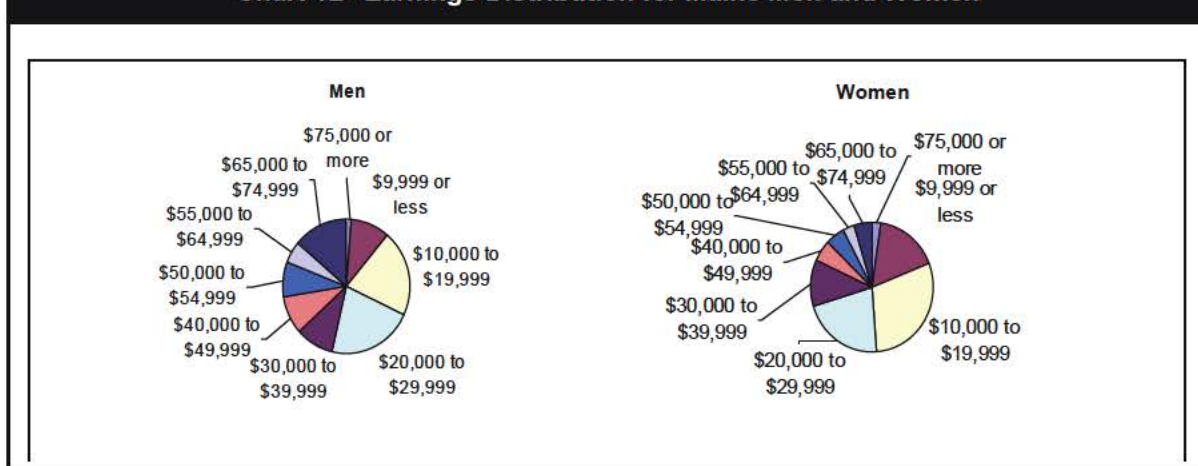 Men
$75,000 or
more
$65,000 to
$74,999
$9,999 or
less
$55,000 to
$64,999
$10,000 to
$19,999
$50,000 to
$54,999
$40,000 to
$49,999
$30,000 to
$39,999
$20,000 to
$29,999
Women
$75,000 or
more
$65,000 to
$74,999
$55,000 to
$64,999
$9,999 or
less
$50,000 to
$54,999
$40,000 to
$49,999
$30,000 to
$39,999
$10,000 to
$19,999
$20,000 to
$29,999